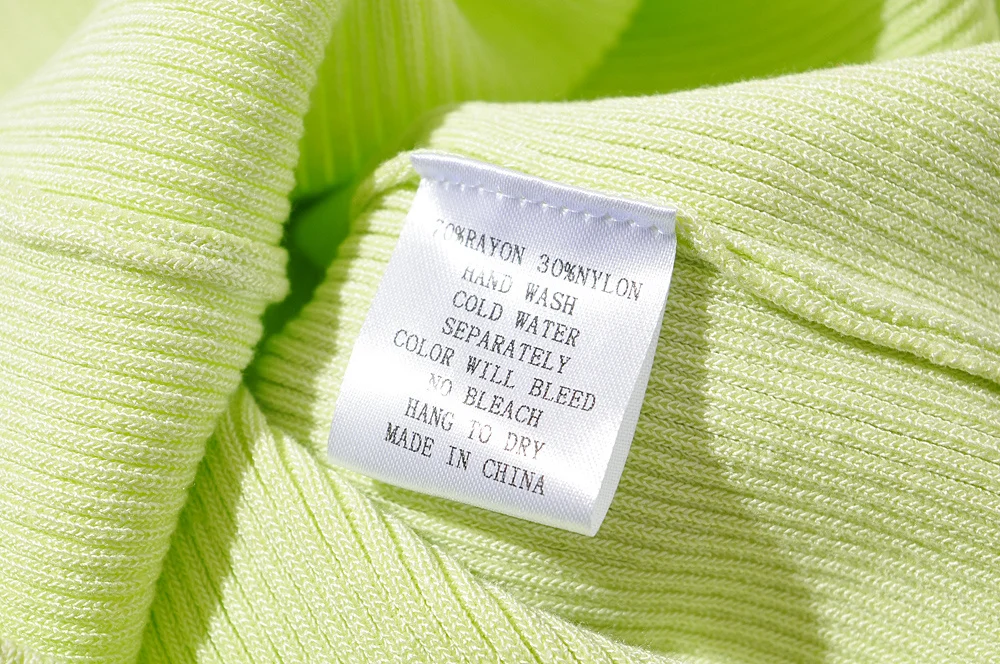 70%RAYON 30%NYLON
HAND WASH
COLD WATER
SEPARATELY
COLOR WILL BLEED
NO BLEACH
HANG TO DRY
MADE IN CHINA